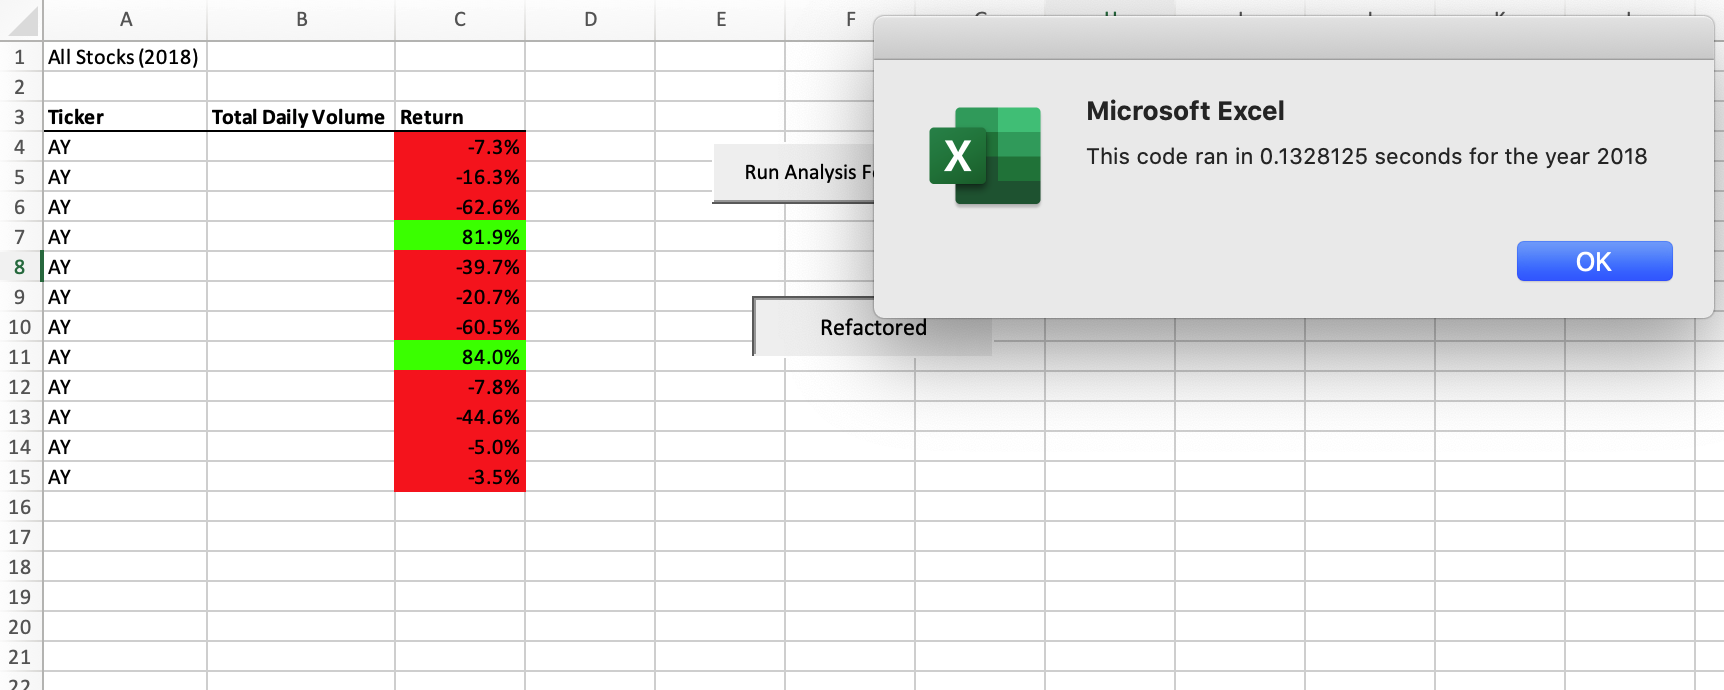 A B C D E F
1 All Stocks (2018)
2
3 Ticker Total Daily Volume Return
4 AY -7.3%
5 AY -16.3%
6 AY -62.6%
7 AY 81.9%
8 AY -39.7%
9 AY -20.7%
10 AY -60.5%
11 AY 84.0%
12 AY -7.8%
13 AY -44.6%
14 AY -5.0%
15 AY -3.5%
16
17
18
19
20
21
22
Run Analysis
Refactored
Microsoft Excel
X
This code ran in 0.1328125 seconds for the year 2018
OK